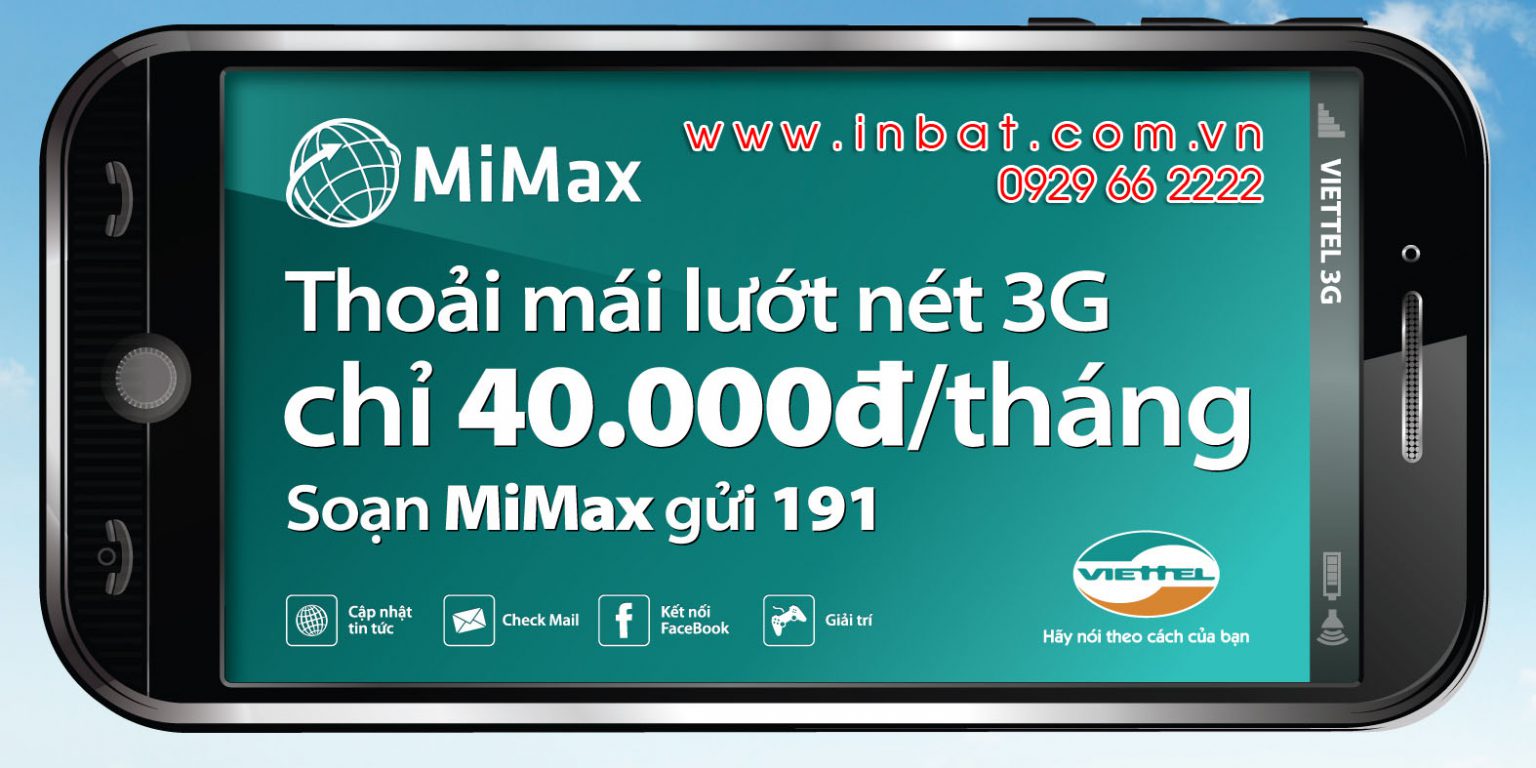 MiMax
www.inbat.com.vn
0929 66 2222
Thoải mái lướt nét 3G
chỉ 40.000đ/tháng
Soạn MiMax gửi 191
Cập nhật
tin tức
Check Mail
Kết nối
FaceBook
Giải trí
VIETTEL
Hãy nói theo cách của bạn
VIETTEL 3G